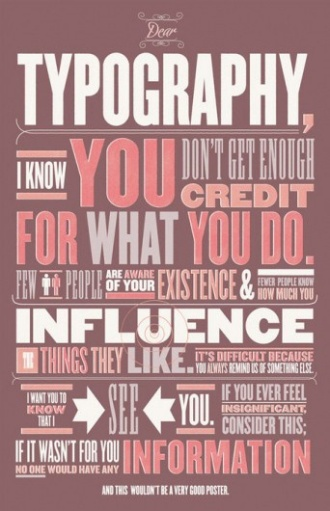 Dear
TYPOGRAPHY,
I KNOW YOU DON'T GET ENOUGH CREDIT
FOR WHAT YOU DO.
FEW PEOPLE ARE AWARE OF YOUR EXISTENCE & FEWER PEOPLE KNOW HOW MUCH YOU
INFLUENCE
THE THINGS THEY LIKE. IT'S DIFFICULT BECAUSE YOU ALWAYS REMIND US OF SOMETHING ELSE.
I WANT YOU TO KNOW THAT I SEE YOU. IF YOU EVER FEEL INSIGNIFICANT, CONSIDER THIS;
IF IT WASN'T FOR YOU NO ONE WOULD HAVE ANY INFORMATION
AND THIS WOULDN'T BE A VERY GOOD POSTER.